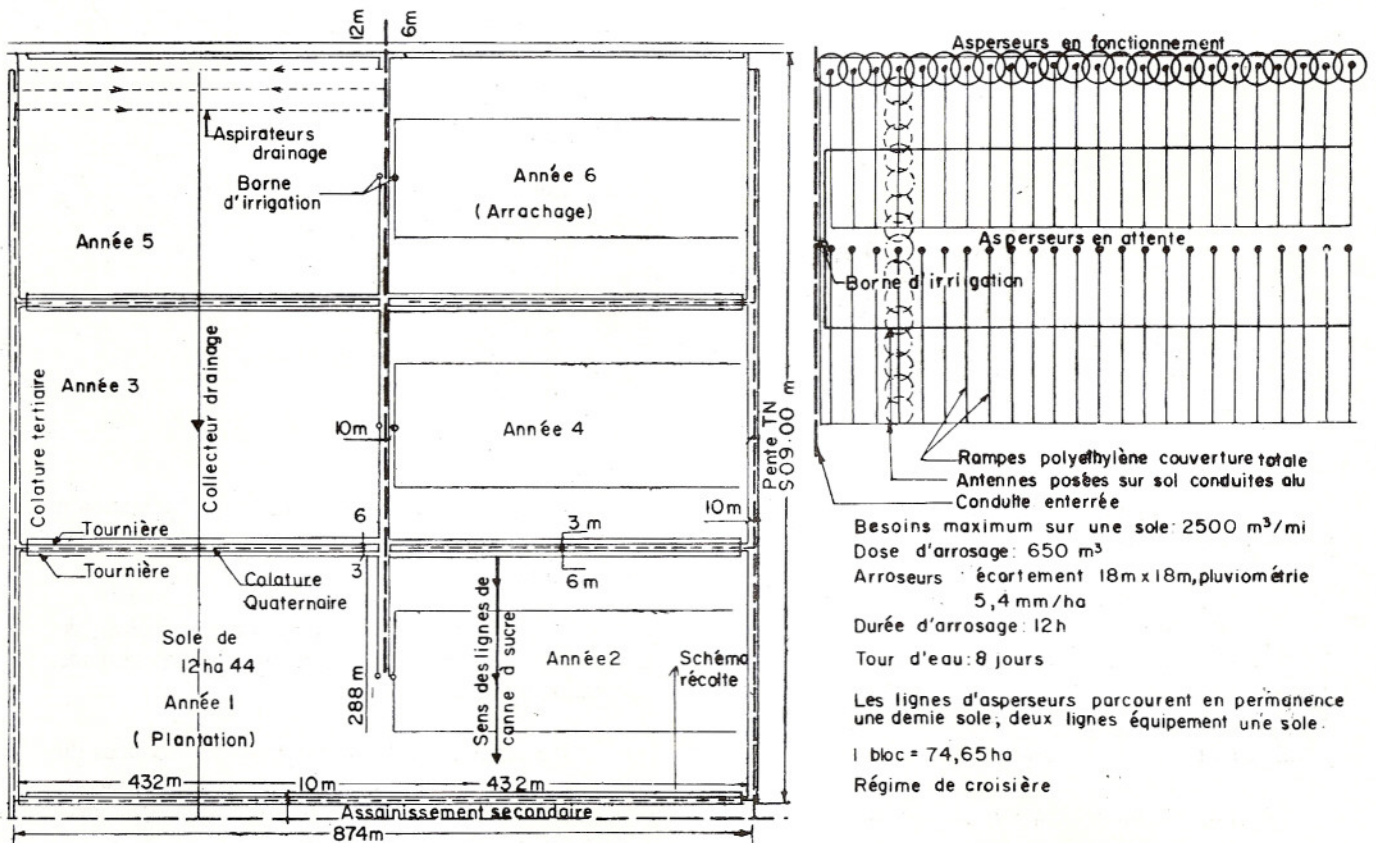 12m
6m
Aspirateurs
drainage
Borne
d'irrigation
Année 6
(Arrachage)
Année 5
Colature tertiaire
Année 3
Collecteur drainage
10m
Année 4
Pente TN
909.00 m
10m
Tournière
Tournière
6
3
3 m
6 m
Colature
Quaternaire
Sole de
12 ha 44
Année 1
(Plantation)
288 m
Sens des lignes de
canne à sucre
Année 2
Schéma
récolte
432m
10m
432m
Assainissement secondaire
874m
Asperseurs en fonctionnement
Asperseurs en attente
Borne d'irrigation
Rampes polyethylène couverture totale
Antennes posées sur sol conduites alu
Conduite enterrée
Besoins maximum sur une sole: 2500 m³/mi
Dose d'arrosage: 650 m³
Arroseurs écartement 18m x 18m, pluviométrie
5,4 mm/ha
Durée d'arrosage: 12h
Tour d'eau: 8 jours
Les lignes d'asperseurs parcourent en permanence
une demie sole; deux lignes équipement une sole.
1 bloc = 74,65 ha
Régime de croisière